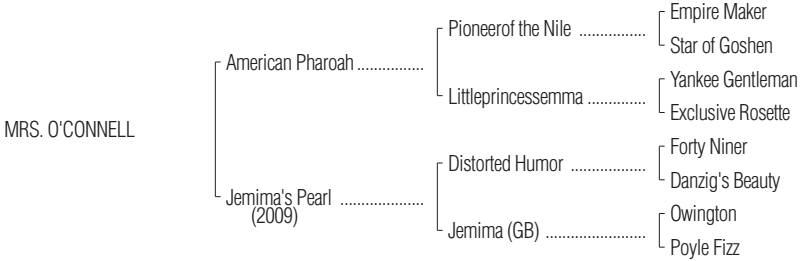 Empire Maker
Pioneerof the Nile ................
Star of Goshen
American Pharoah ................
Yankee Gentleman
Littleprincessemma ..............
Exclusive Rosette
MRS. O'CONNELL
Forty Niner
Distorted Humor ..................
Danzig's Beauty
Jemima's Pearl ....................
(2009)
Owington
Jemima (GB) ........................
Poyle Fizz